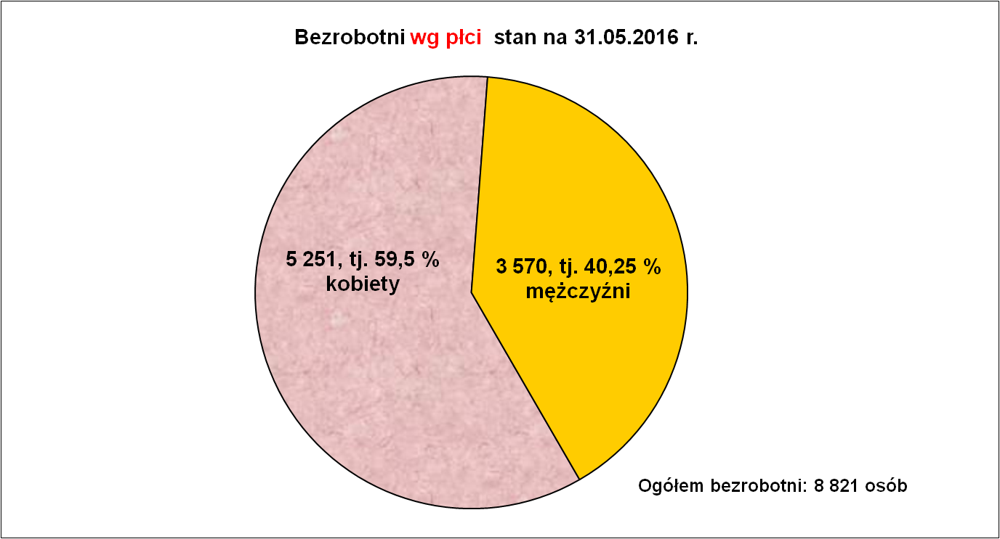 Bezrobotni wg płci stan na 31.05.2016 r.
5 251, tj. 59,5 %
kobiety
3 570, tj. 40,25 %
mężczyźni
Ogółem bezrobotni: 8 821 osób